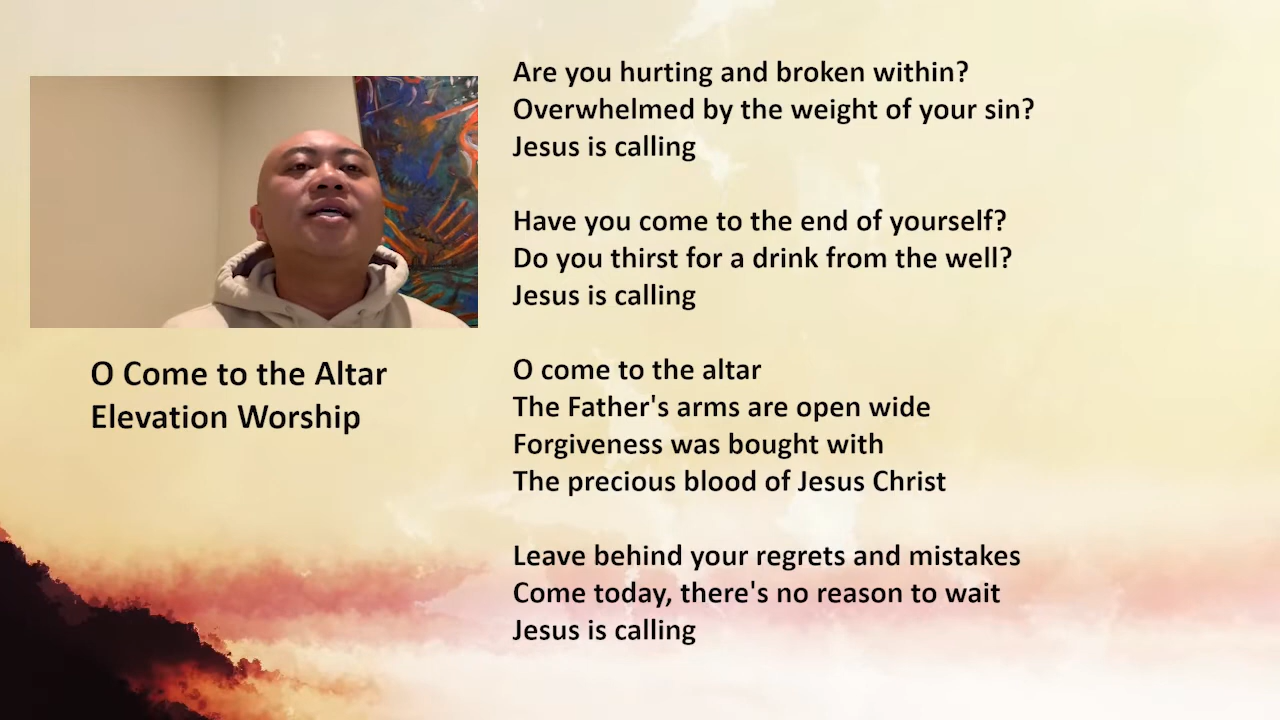 Are you hurting and broken within?
Overwhelmed by the weight of your sin?
Jesus is calling
Have you come to the end of yourself?
Do you thirst for a drink from the well?
Jesus is calling
O come to the altar
The Father's arms are open wide
Forgiveness was bought with
The precious blood of Jesus Christ
Leave behind your regrets and mistakes
Come today, there's no reason to wait
Jesus is calling
O Come to the Altar
Elevation Worship